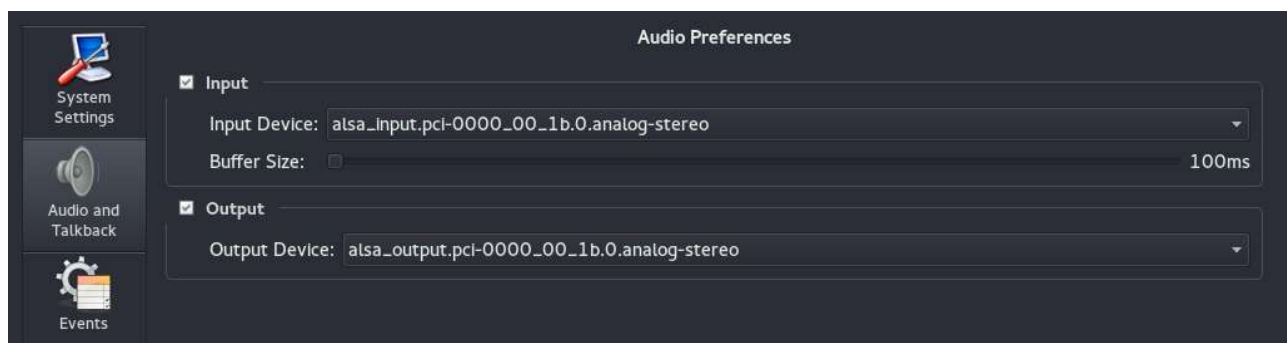 Audio Preferences
System
Settings
Input
Input Device: alsa_input.pci-0000_00_1b.0.analog-stereo
Buffer Size: 100ms
Audio and
Talkback
Output
Output Device: alsa_output.pci-0000_00_1b.0.analog-stereo
Events